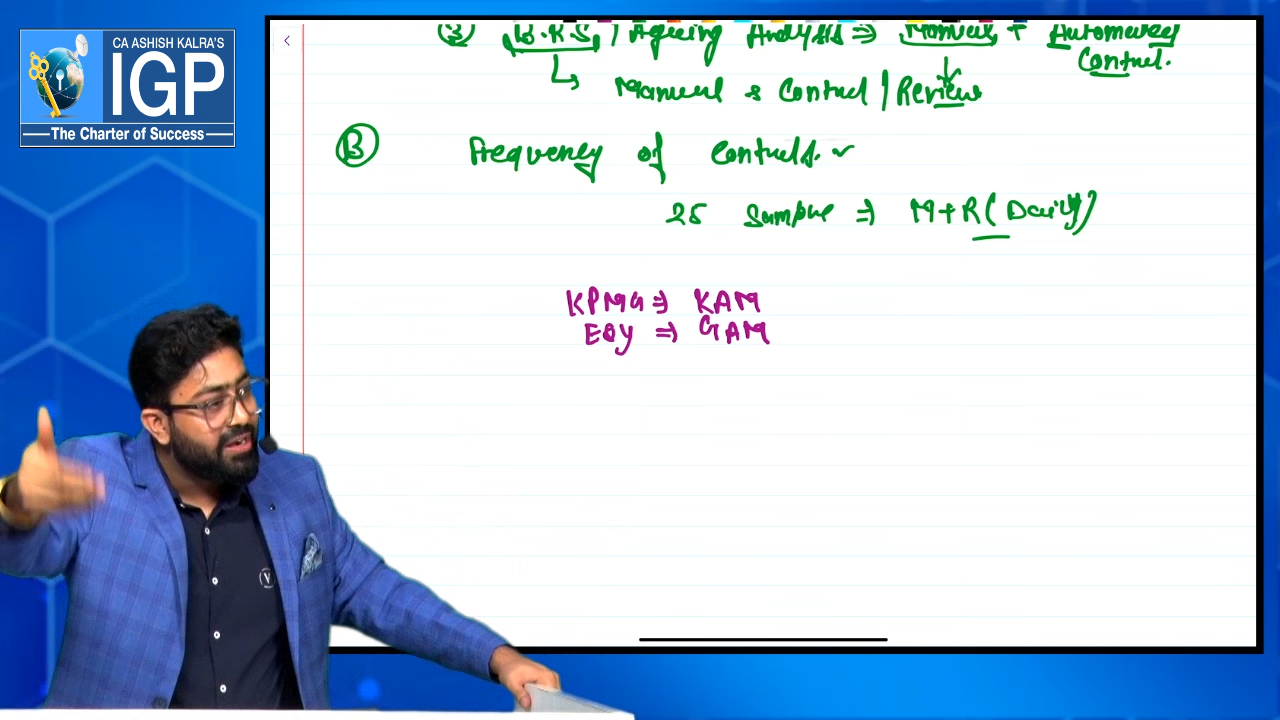 CA ASHISH KALRA'S
IGP
The Charter of Success
(3) B.R.S / Ageing Analysis ⇒ Manual + Automated Control.
↳ Manual & Control / Review
(B) Frequency of Controls. ✓
25 Sample ⇒ M+R (Daily)
KPMG ⇒ KAM
E&Y ⇒ GAM